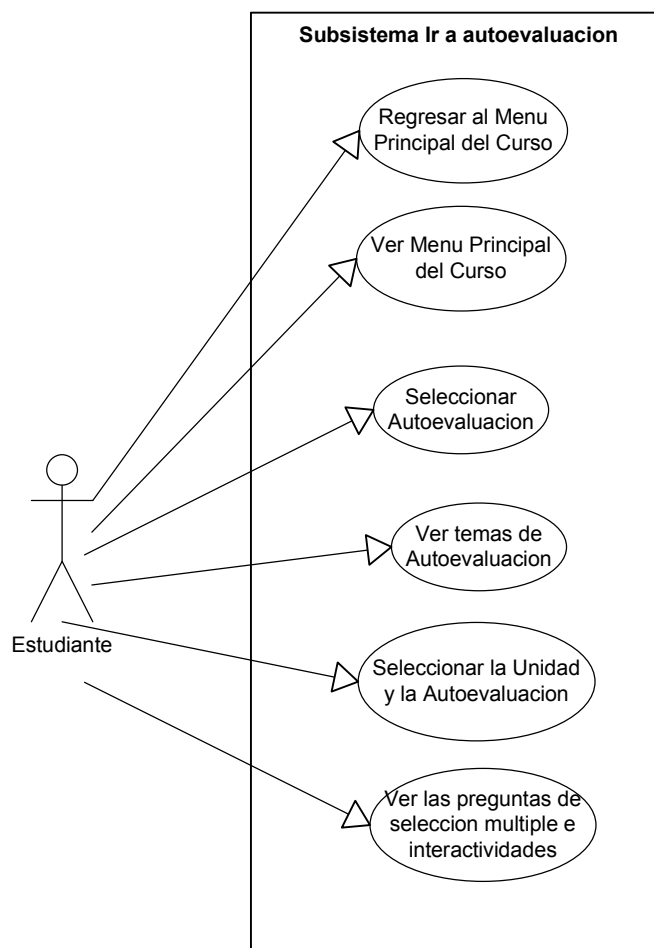 Subsistema Ir a autoevaluacion
Regresar al Menu
Principal del Curso
Ver Menu Principal
del Curso
Seleccionar
Autoevaluacion
Ver temas de
Autoevaluacion
Estudiante
Seleccionar la Unidad
y la Autoevaluacion
Ver las preguntas de
seleccion multiple e
interactividades